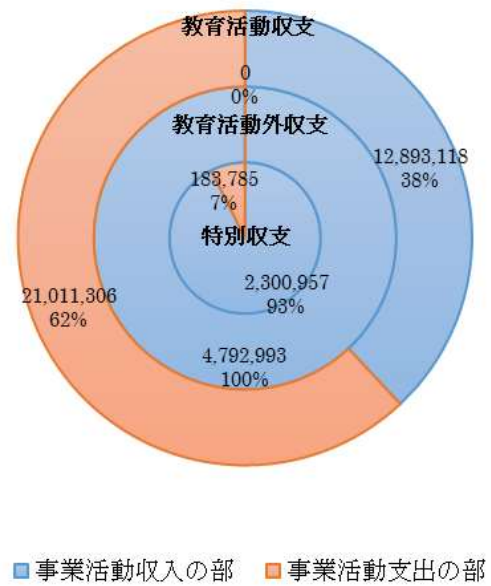 教育活動収支
0
0%
教育活動外収支
12,893,118
38%
183,785
7%
特別収支
2,300,957
93%
21,011,306
62%
4,792,993
100%
事業活動収入の部
事業活動支出の部